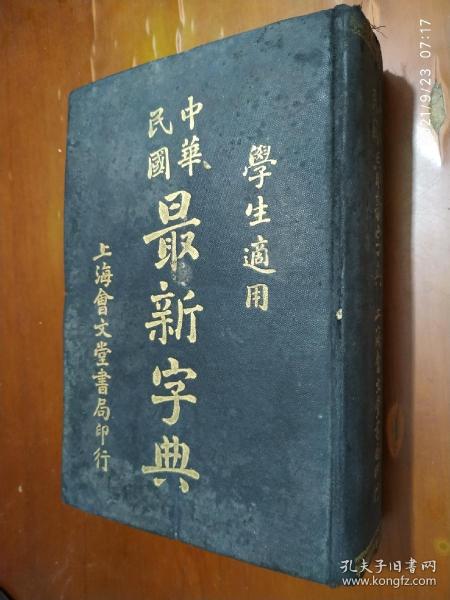 學生適用
中華
民國
最新字典
上海會文堂書局印行
21/9/23 07:17
孔夫子旧书网
www.kongfz.com